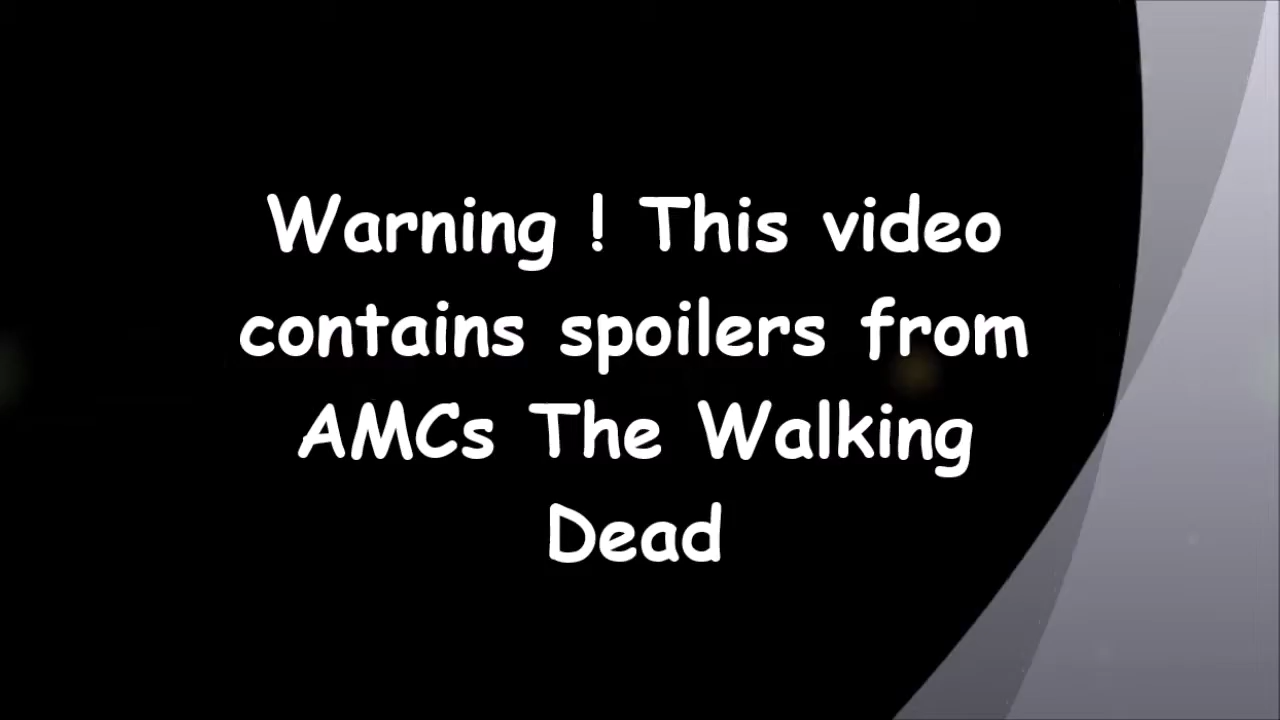 Warning ! This video
contains spoilers from
AMCs The Walking
Dead